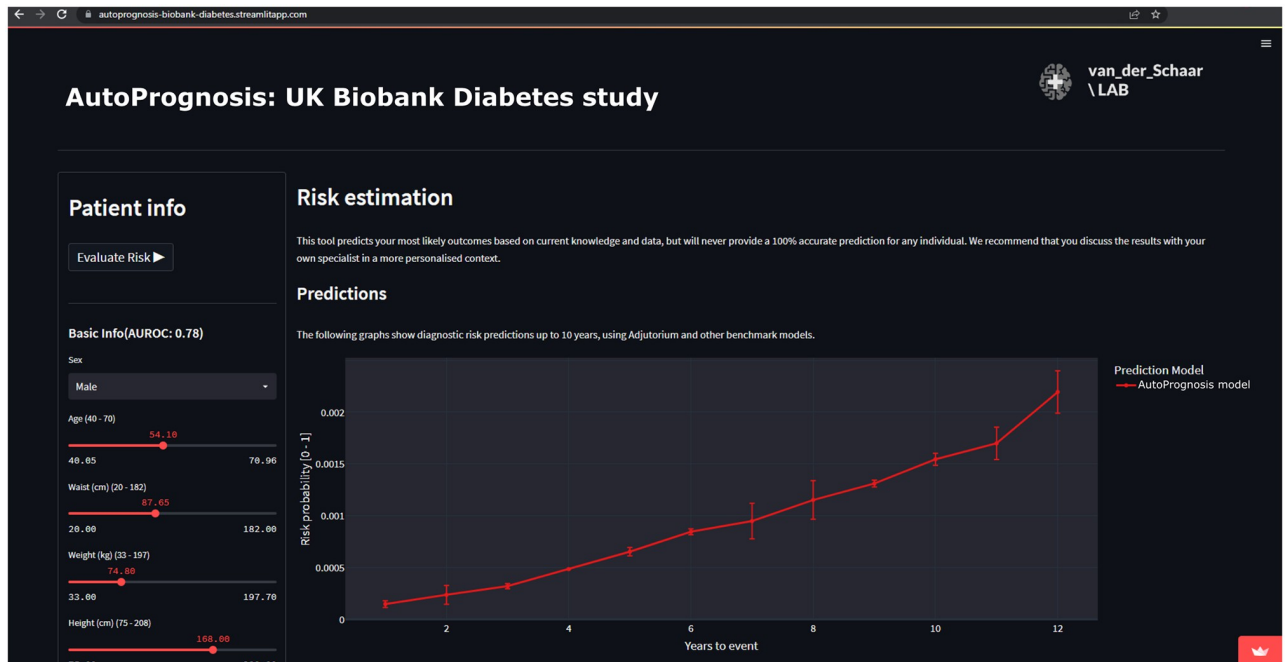 autoprognosis-biobank-diabetes.streamlitapp.com
AutoPrognosis: UK Biobank Diabetes study
van_der_Schaar
\ LAB
Patient info
Evaluate Risk
Basic Info(AUROC: 0.78)
Sex
Male
Age (40 - 70)
54.10
40.05 70.96
Waist (cm) (20 - 182)
87.65
20.00 182.00
Weight (kg) (33 - 197)
74.80
33.00 197.70
Height (cm) (75 - 208)
168.00
Risk estimation
This tool predicts your most likely outcomes based on current knowledge and data, but will never provide a 100% accurate prediction for any individual. We recommend that you discuss the results with your
own specialist in a more personalised context.
Predictions
The following graphs show diagnostic risk predictions up to 10 years, using Adjutorium and other benchmark models.
Risk probability [0 - 1]
0.002
0.0015
0.001
0.0005
0
2 4 6 8 10 12
Years to event
Prediction Model
AutoPrognosis model